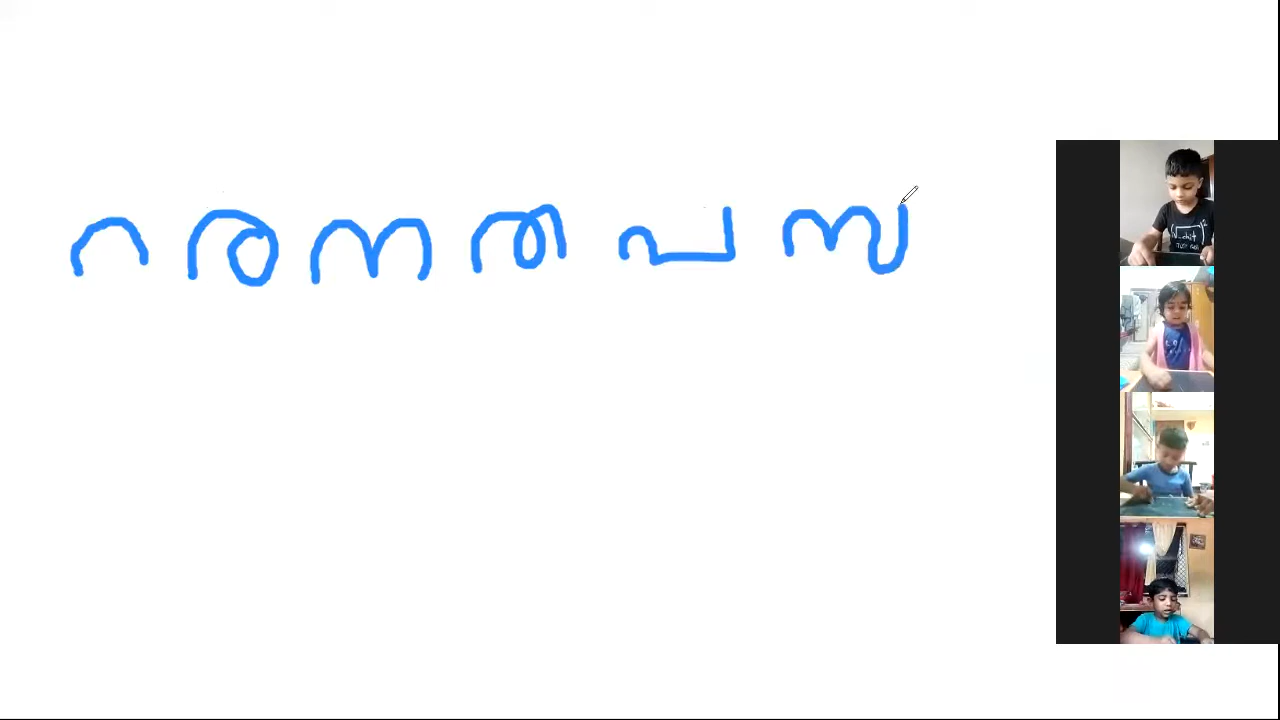 റ ര ന ത പ സ